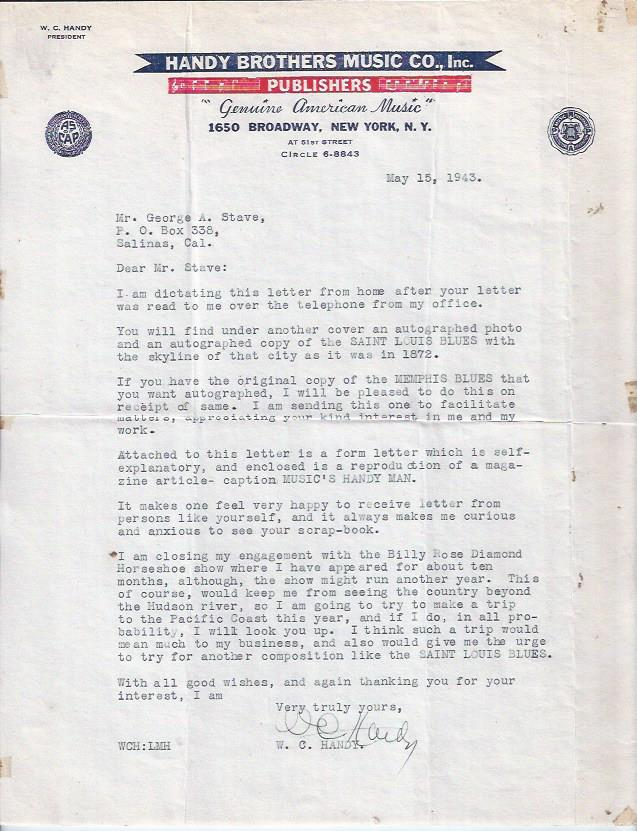 W. C. HANDY
PRESIDENT
HANDY BROTHERS MUSIC CO., Inc.
PUBLISHERS
"Genuine American Music"
1650 BROADWAY, NEW YORK, N. Y.
AT 51ST STREET
CIRCLE 6-8843
ASCAP
May 15, 1943.
Mr. George A. Stave,
P. O. Box 338,
Salinas, Cal.
Dear Mr. Stave:
I am dictating this letter from home after your letter
was read to me over the telephone from my office.
You will find under another cover an autographed photo
and an autographed copy of the SAINT LOUIS BLUES with
the skyline of that city as it was in 1872.
If you have the original copy of the MEMPHIS BLUES that
you want autographed, I will be pleased to do this on
receipt of same. I am sending this one to facilitate
matters, appreciating your kind interest in me and my
work.
Attached to this letter is a form letter which is self-
explanatory, and enclosed is a reproduction of a maga-
zine article- caption MUSIC'S HANDY MAN.
It makes one feel very happy to receive letter from
persons like yourself, and it always makes me curious
and anxious to see your scrap-book.
I am closing my engagement with the Billy Rose Diamond
Horseshoe show where I have appeared for about ten
months, although, the show might run another year. This
of course, would keep me from seeing the country beyond
the Hudson river, so I am going to try to make a trip
to the Pacific Coast this year, and if I do, in all pro-
bability, I will look you up. I think such a trip would
mean much to my business, and also would give me the urge
to try for another composition like the SAINT LOUIS BLUES.
With all good wishes, and again thanking you for your
interest, I am
Very truly yours,
W C Handy
WCH:LMH W. C. HANDY.